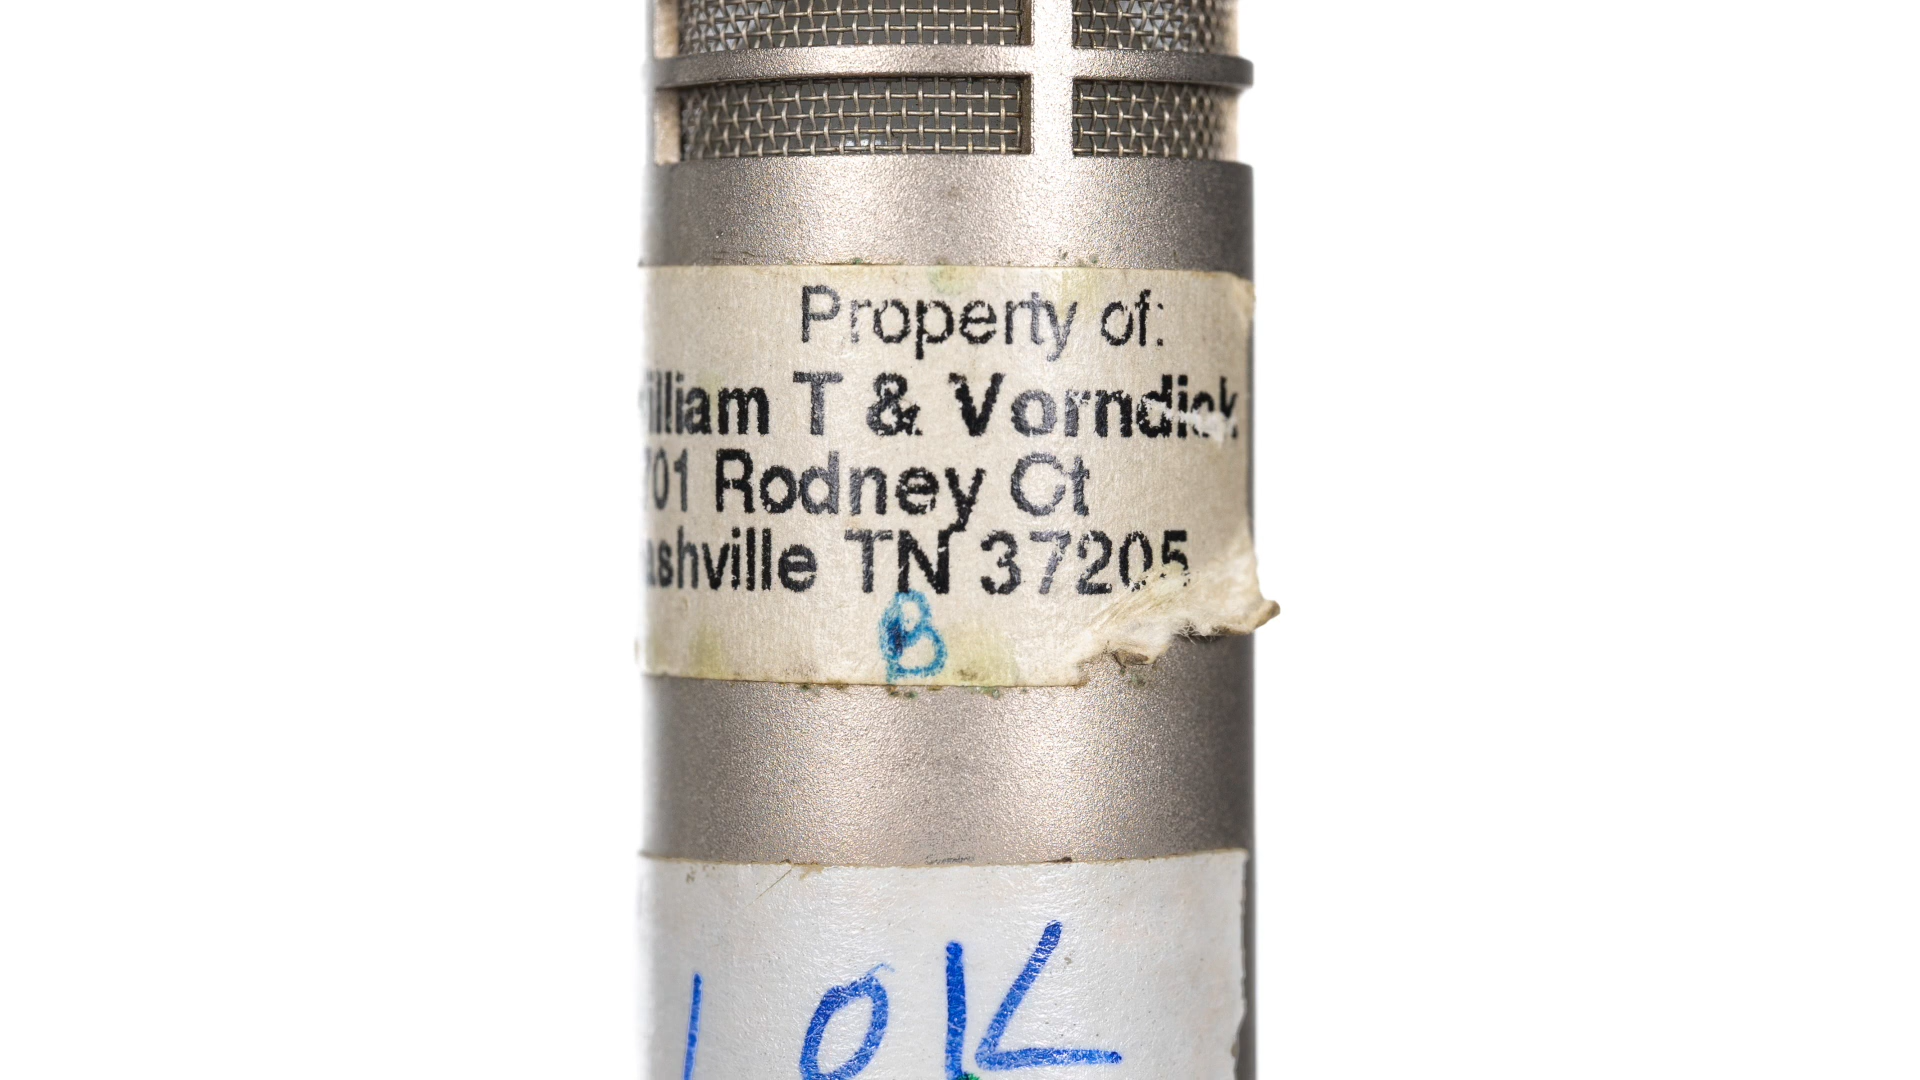 Property of:
illiam T & Vorndick
701 Rodney Ct
ashville TN 37205
B
10K